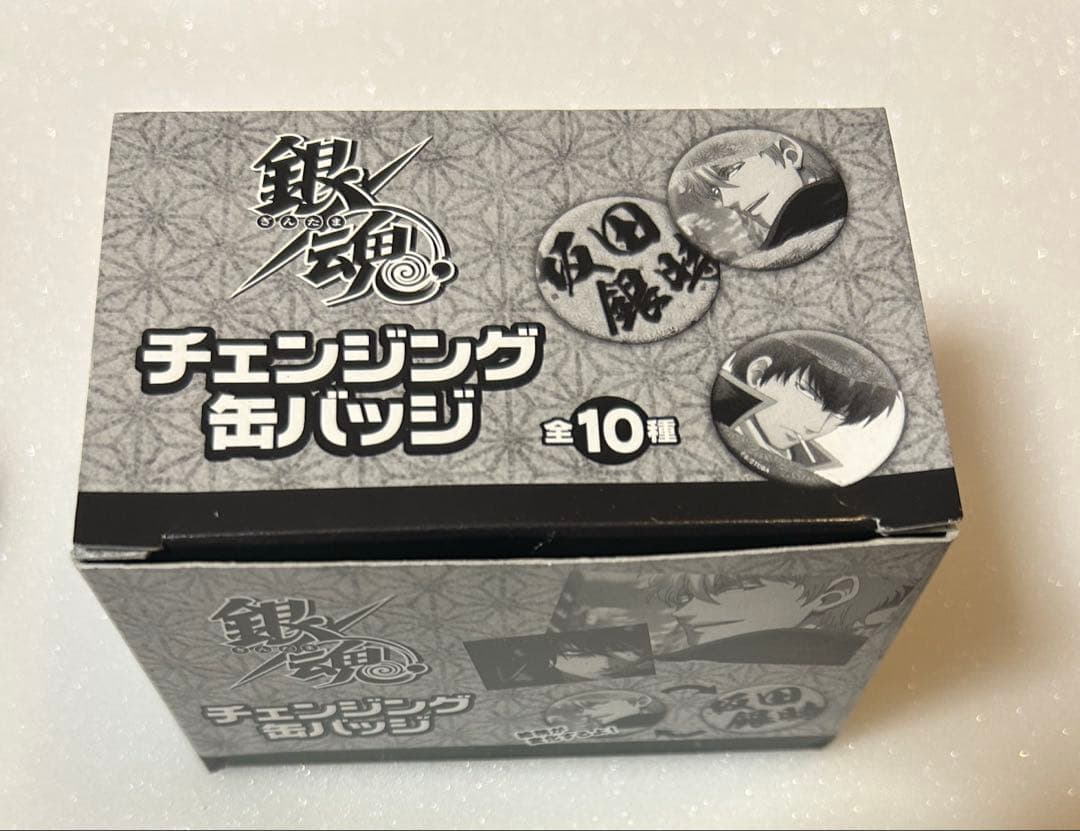 銀魂
ぎんたま
チェンジング
缶バッジ
全10種
坂田
銀時
銀魂
ぎんたま
チェンジング
缶バッジ
坂田
銀時